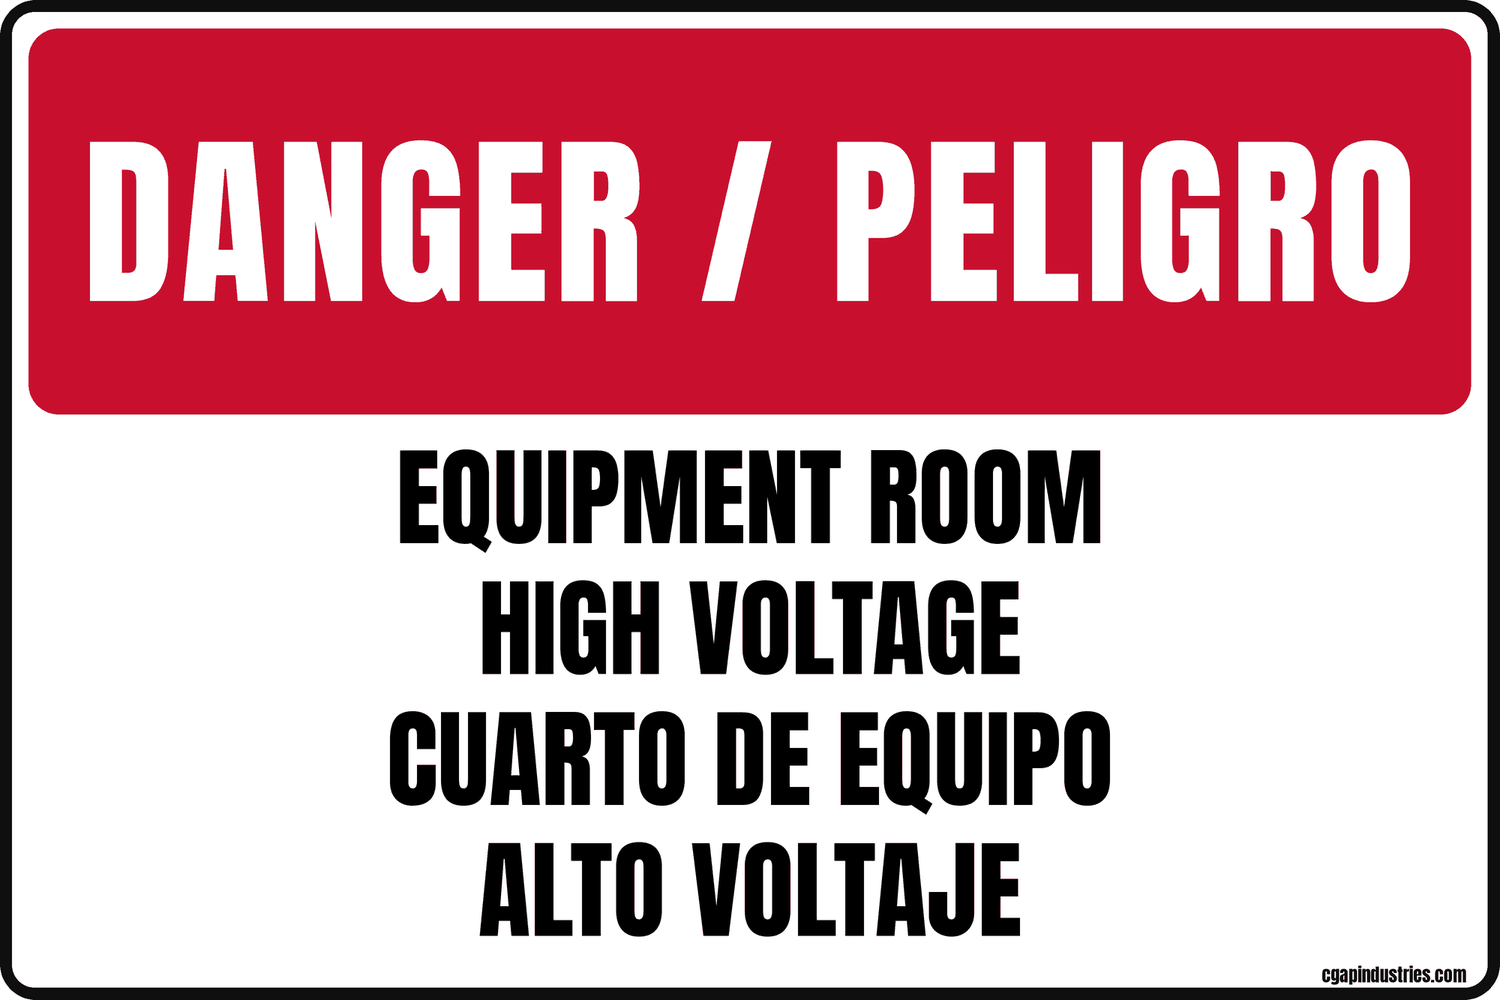 DANGER / PELIGRO
EQUIPMENT ROOM
HIGH VOLTAGE
CUARTO DE EQUIPO
ALTO VOLTAJE
cgapindustries.com